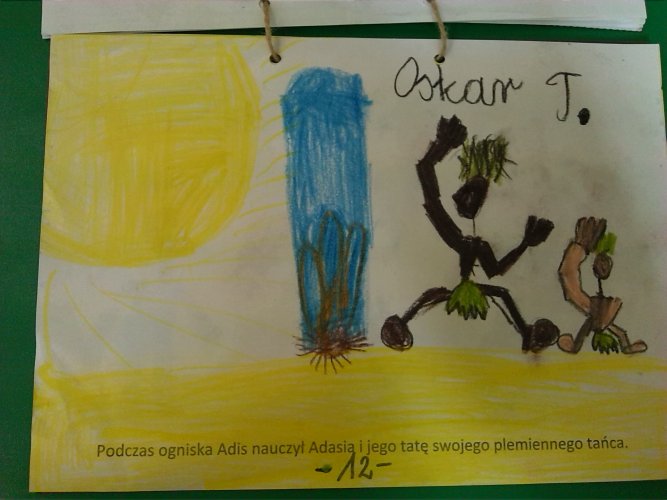 Oskar T.
Podczas ogniska Adis nauczył Adasia i jego tatę swojego plemiennego tańca.
-12-